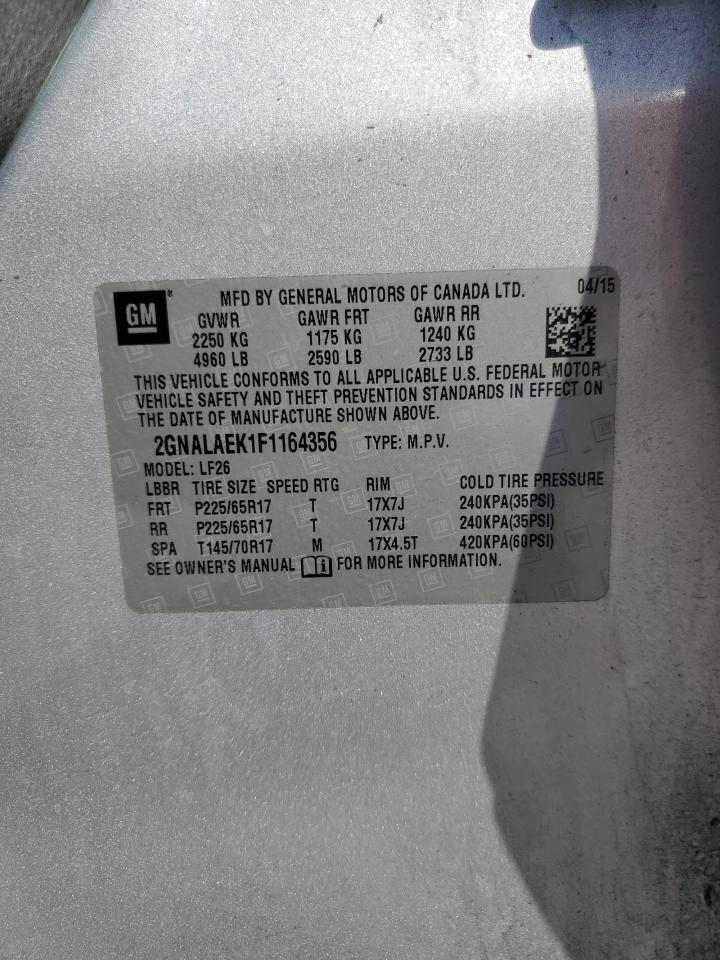 GM ® MFD BY GENERAL MOTORS OF CANADA LTD. 04/15
GVWR GAWR FRT GAWR RR
2250 KG 1175 KG 1240 KG
4960 LB 2590 LB 2733 LB
THIS VEHICLE CONFORMS TO ALL APPLICABLE U.S. FEDERAL MOTOR
VEHICLE SAFETY AND THEFT PREVENTION STANDARDS IN EFFECT ON
THE DATE OF MANUFACTURE SHOWN ABOVE.
2GNALAEK1F1164356 TYPE: M.P.V.
MODEL: LF26
LBBR TIRE SIZE SPEED RTG RIM COLD TIRE PRESSURE
FRT P225/65R17 T 17X7J 240KPA(35PSI)
RR P225/65R17 T 17X7J 240KPA(35PSI)
SPA T145/70R17 M 17X4.5T 420KPA(60PSI)
SEE OWNER'S MANUAL FOR MORE INFORMATION.